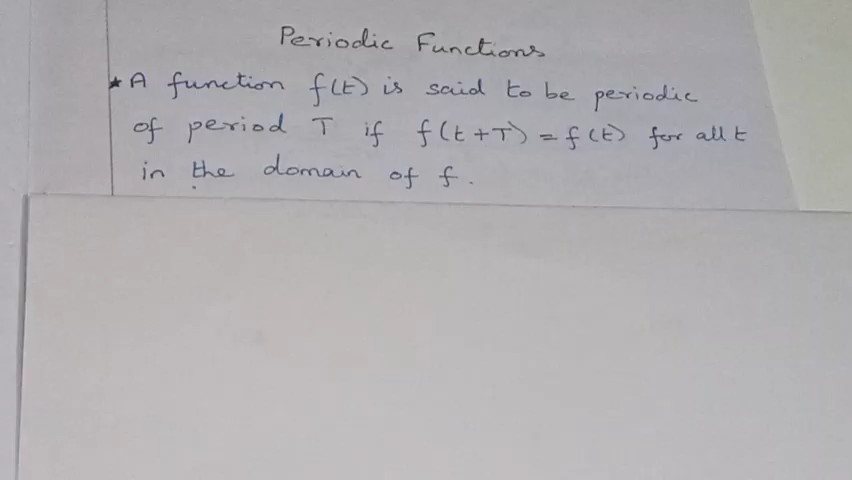 Periodic Functions
* A function f(t) is said to be periodic
of period T if f(t+T) = f(t) for all t
in the domain of f.